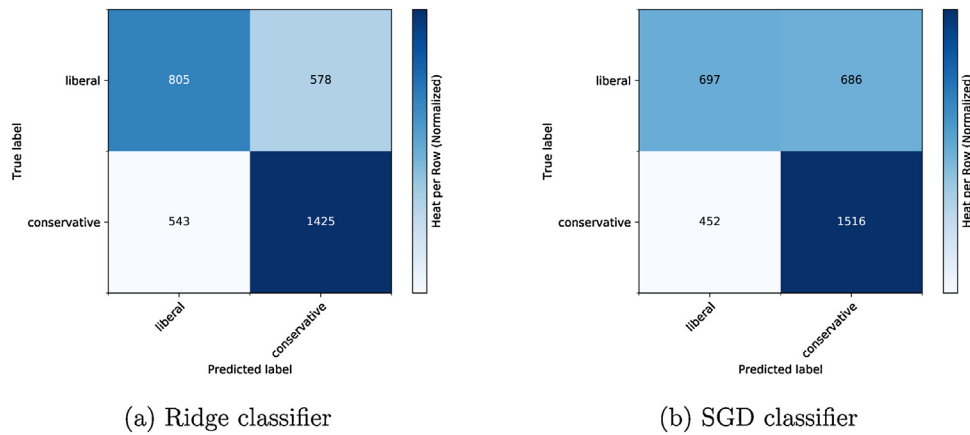 liberal
805
578
True label
conservative
543
1425
liberal
conservative
Predicted label
Heat per Row (Normalized)
(a) Ridge classifier
liberal
697
686
True label
conservative
452
1516
liberal
conservative
Predicted label
Heat per Row (Normalized)
(b) SGD classifier